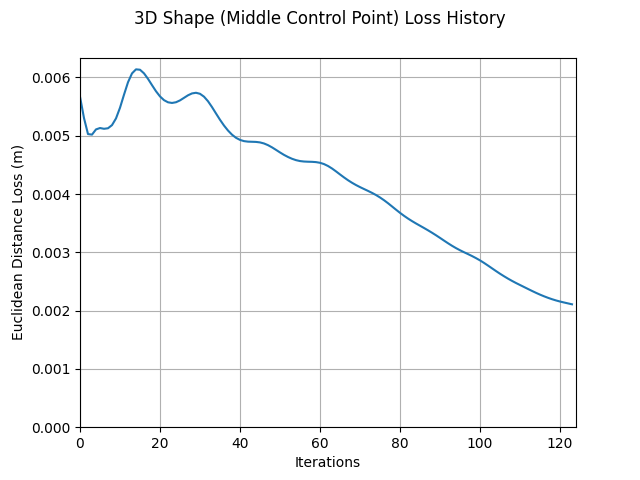 3D Shape (Middle Control Point) Loss History
0.006
0.005
0.004
0.003
0.002
0.001
0.000
Euclidean Distance Loss (m)
0 20 40 60 80 100 120
Iterations